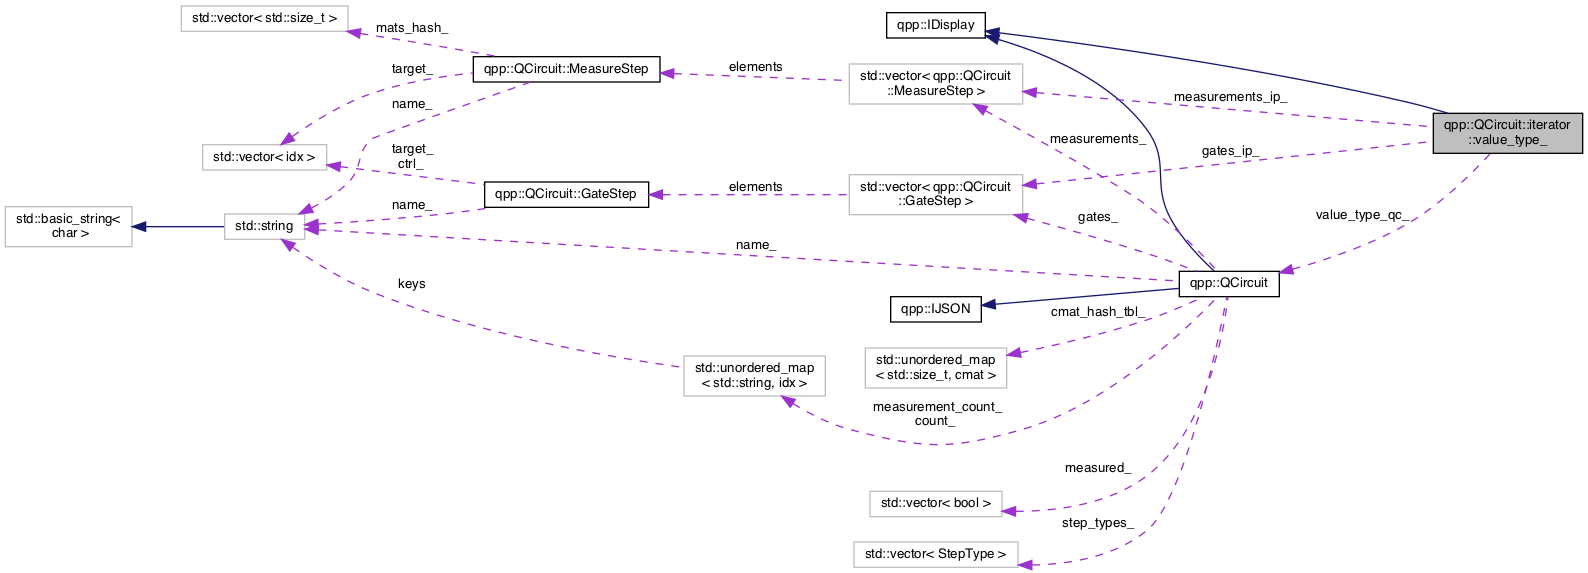 std::vector< std::size_t >
mats_hash_
qpp::IDisplay
qpp::QCircuit::MeasureStep
target_
elements
std::vector< qpp::QCircuit
::MeasureStep >
name_
measurements_ip_
qpp::QCircuit::iterator
::value_type_
measurements_
std::vector< idx >
target_
ctrl_
gates_ip_
qpp::QCircuit::GateStep
elements
std::vector< qpp::QCircuit
::GateStep >
name_
gates_
value_type_qc_
std::basic_string<
char >
std::string
name_
keys
qpp::QCircuit
qpp::IJSON
cmat_hash_tbl_
std::unordered_map
< std::size_t, cmat >
std::unordered_map
< std::string, idx >
measurement_count_
count_
measured_
std::vector< bool >
step_types_
std::vector< StepType >